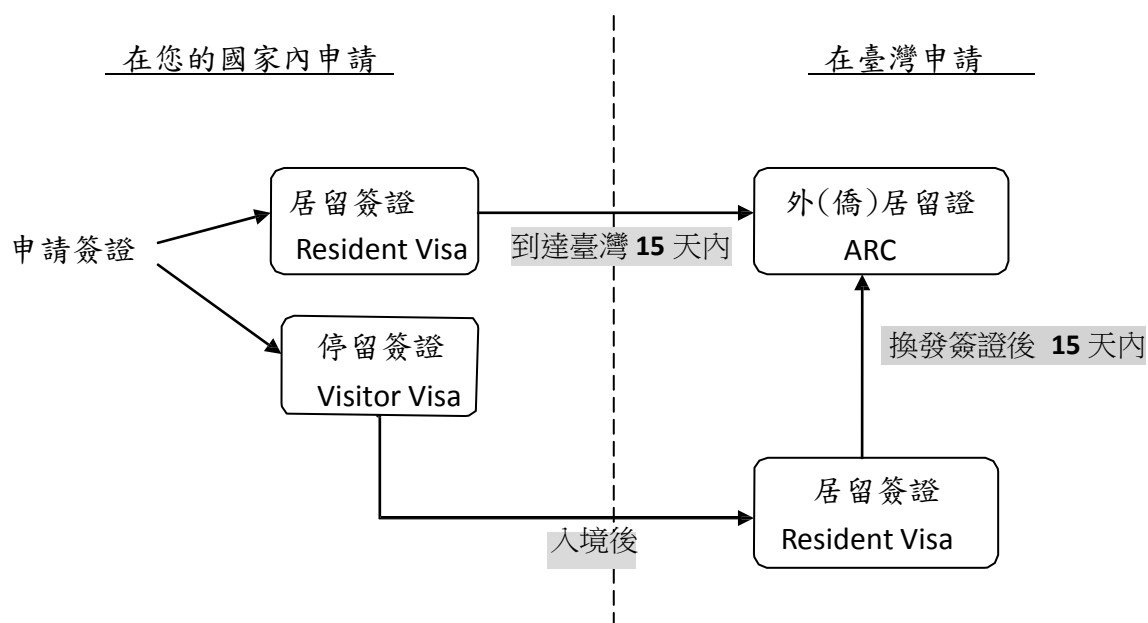 在您的國家內申請
在臺灣申請
申請簽證
居留簽證
Resident Visa
到達臺灣 15 天內
外(僑)居留證
ARC
停留簽證
Visitor Visa
換發簽證後 15 天內
入境後
居留簽證
Resident Visa